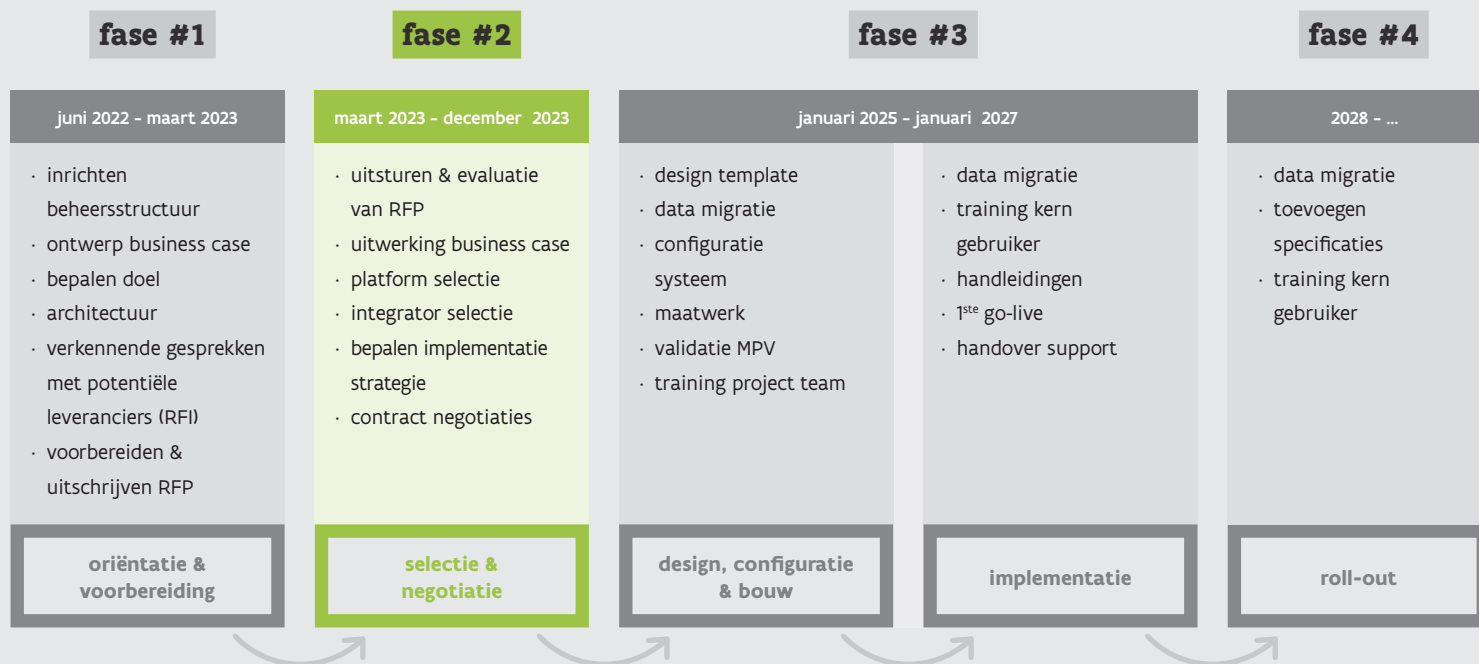 fase #1
juni 2022 - maart 2023
· inrichten
beheersstructuur
· ontwerp business case
· bepalen doel
· architectuur
· verkennende gesprekken
met potentiële
leveranciers (RFI)
· voorbereiden &
uitschrijven RFP
oriëntatie &
voorbereiding
fase #2
maart 2023 - december 2023
· uitsturen & evaluatie
van RFP
· uitwerking business case
· platform selectie
· integrator selectie
· bepalen implementatie
strategie
· contract negotiaties
selectie &
negotiatie
fase #3
januari 2025 - januari 2027
· design template
· data migratie
· configuratie
systeem
· maatwerk
· validatie MPV
· training project team
design, configuratie
& bouw
· data migratie
· training kern
gebruiker
· handleidingen
· 1ste go-live
· handover support
implementatie
fase #4
2028 - ...
· data migratie
· toevoegen
specificaties
· training kern
gebruiker
roll-out